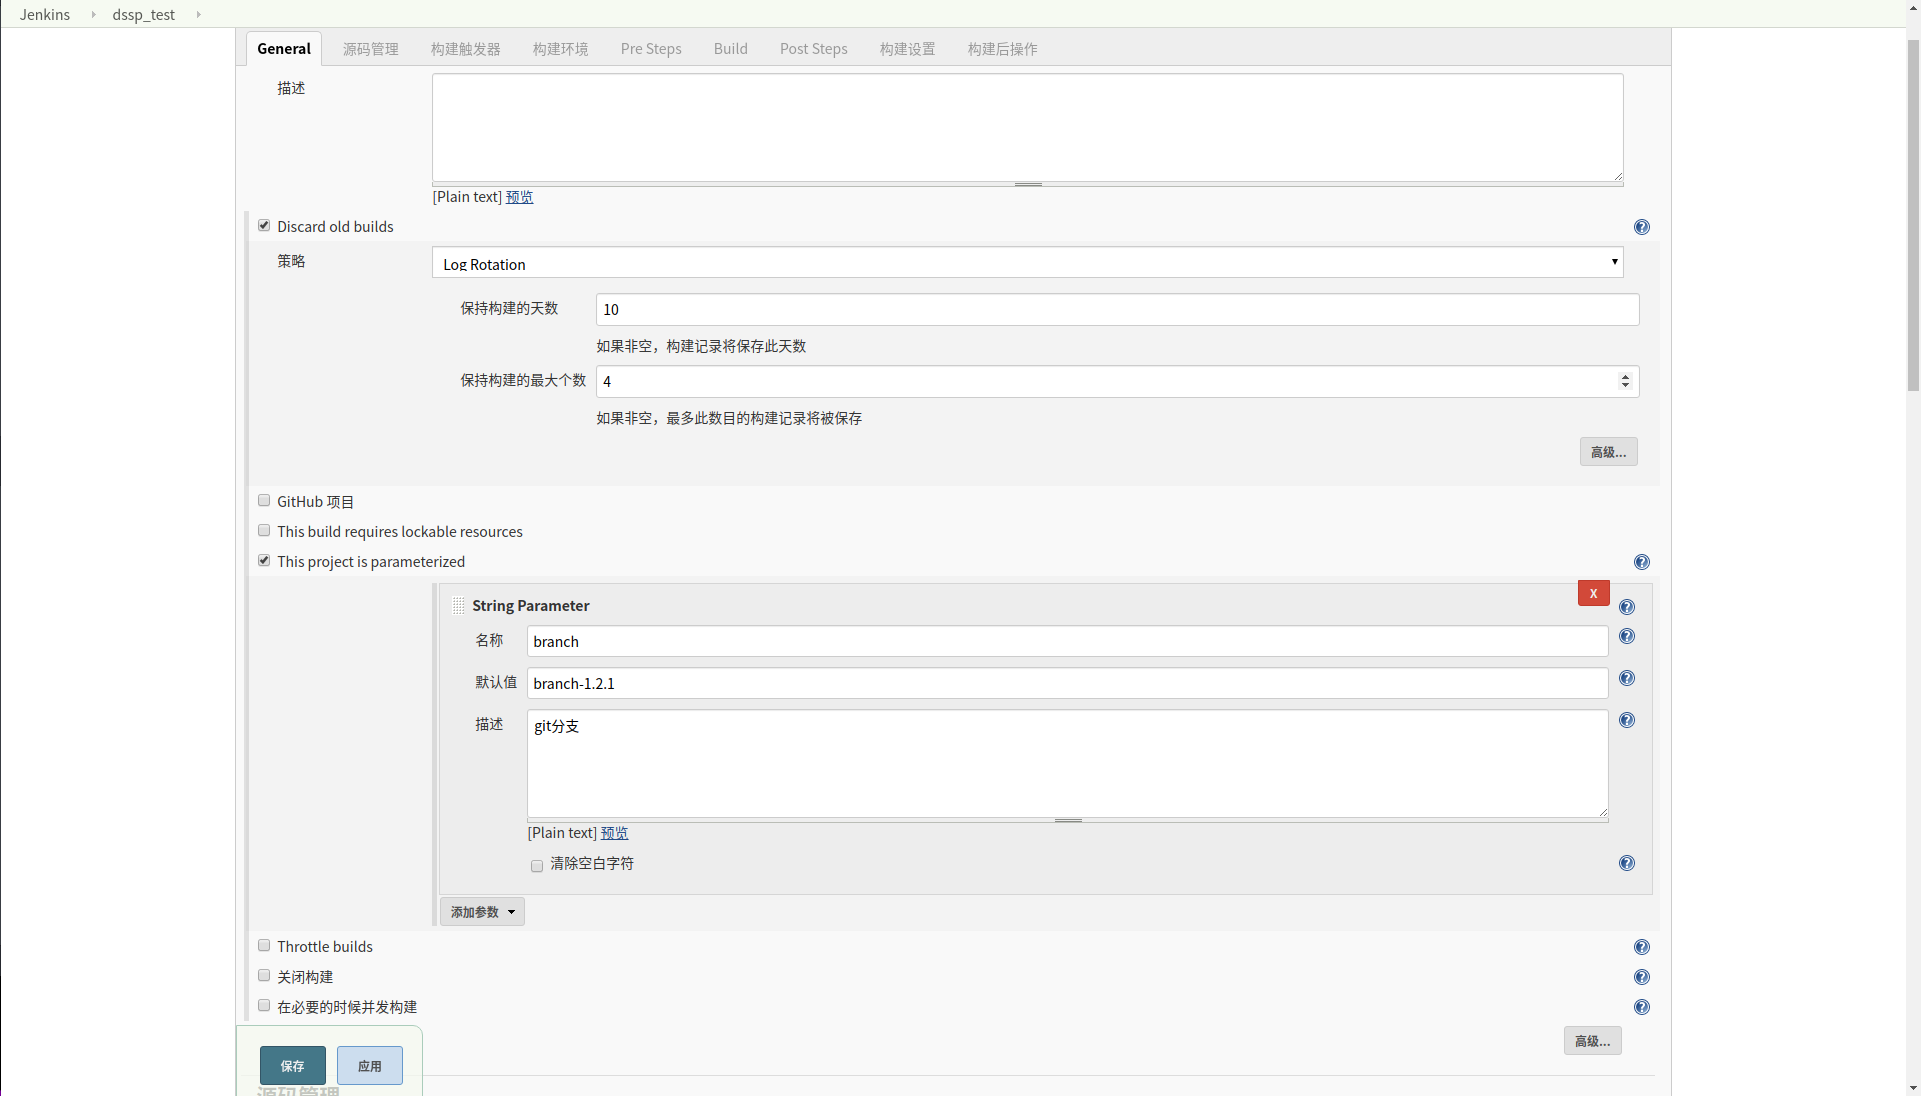 Jenkins dssp_test
General 源码管理 构建触发器 构建环境 Pre Steps Build Post Steps 构建设置 构建后操作
描述
[Plain text] 预览
Discard old builds
策略 Log Rotation
保持构建的天数 10
如果非空，构建记录将保存此天数
保持构建的最大个数 4
如果非空，最多此数目的构建记录将被保存
高级...
GitHub 项目
This build requires lockable resources
This project is parameterized
X
String Parameter
名称 branch
默认值 branch-1.2.1
描述 git分支
[Plain text] 预览
清除空白字符
添加参数
Throttle builds
关闭构建
在必要的时候并发构建
高级...
保存 应用
源码管理